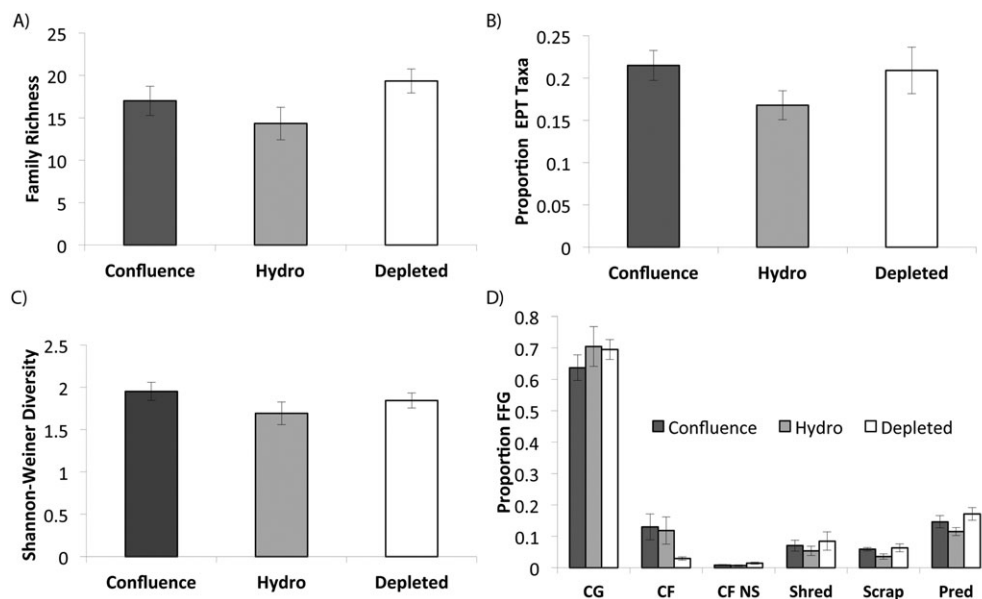 A)
Family Richness
25
20
15
10
5
0
Confluence Hydro Depleted
B)
Proportion EPT Taxa
0.25
0.2
0.15
0.1
0.05
0
Confluence Hydro Depleted
C)
Shannon-Weiner Diversity
2.5
2
1.5
1
0.5
0
Confluence Hydro Depleted
D)
Proportion FFG
0.8
0.7
0.6
0.5
0.4
0.3
0.2
0.1
0
Confluence Hydro Depleted
CG CF CF NS Shred Scrap Pred